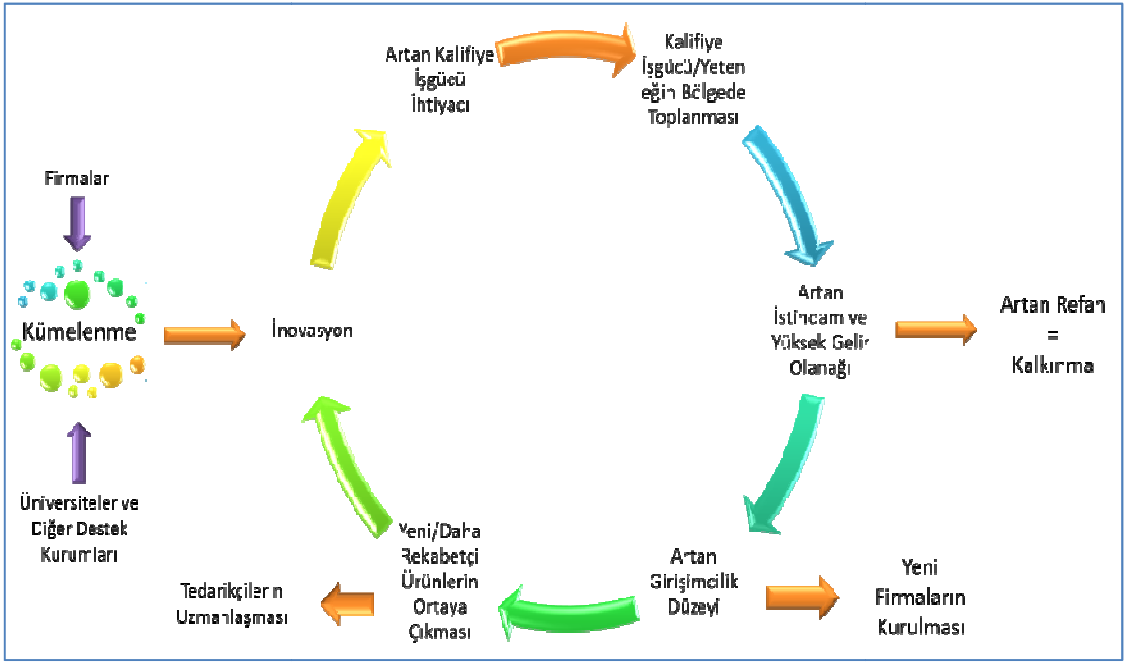 Artan Kalifiye
İşgücü
İhtiyacı
Kalifiye
İşgücü/Yeten
eğin Bölgede
Toplanması
Firmalar
Kümelenme
İnovasyon
Artan
İstihdam ve
Yüksek Gelir
Olanağı
Artan Refah
=
Kalkınma
Üniversiteler ve
Diğer Destek
Kurumları
Yeni/Daha
Rekabetçi
Ürünlerin
Ortaya
Çıkması
Tedarikçilerin
Uzmanlaşması
Artan
Girişimcilik
Düzeyi
Yeni
Firmaların
Kurulması